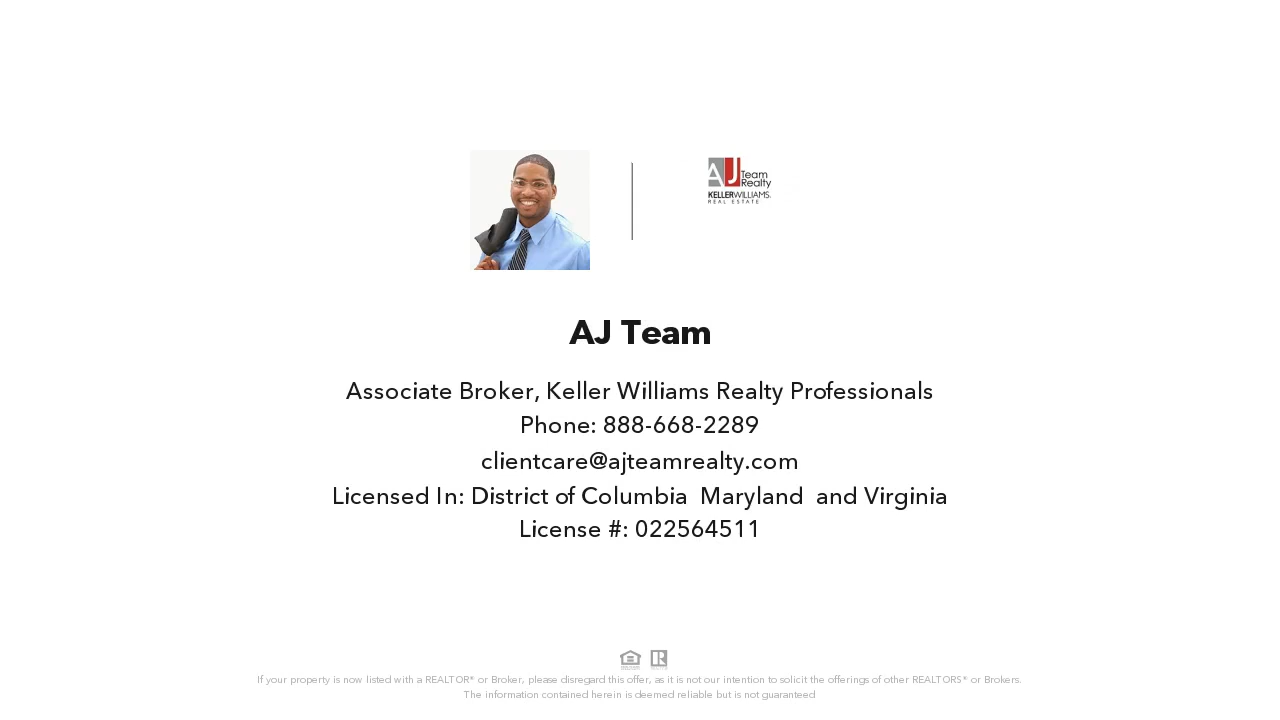 AJ Team
Realty
KELLERWILLIAMS.
REAL ESTATE
AJ Team
Associate Broker, Keller Williams Realty Professionals
Phone: 888-668-2289
clientcare@ajteamrealty.com
Licensed In: District of Columbia  Maryland  and Virginia
License #: 022564511
If your property is now listed with a REALTOR® or Broker, please disregard this offer, as it is not our intention to solicit the offerings of other REALTORS® or Brokers.
The information contained herein is deemed reliable but is not guaranteed